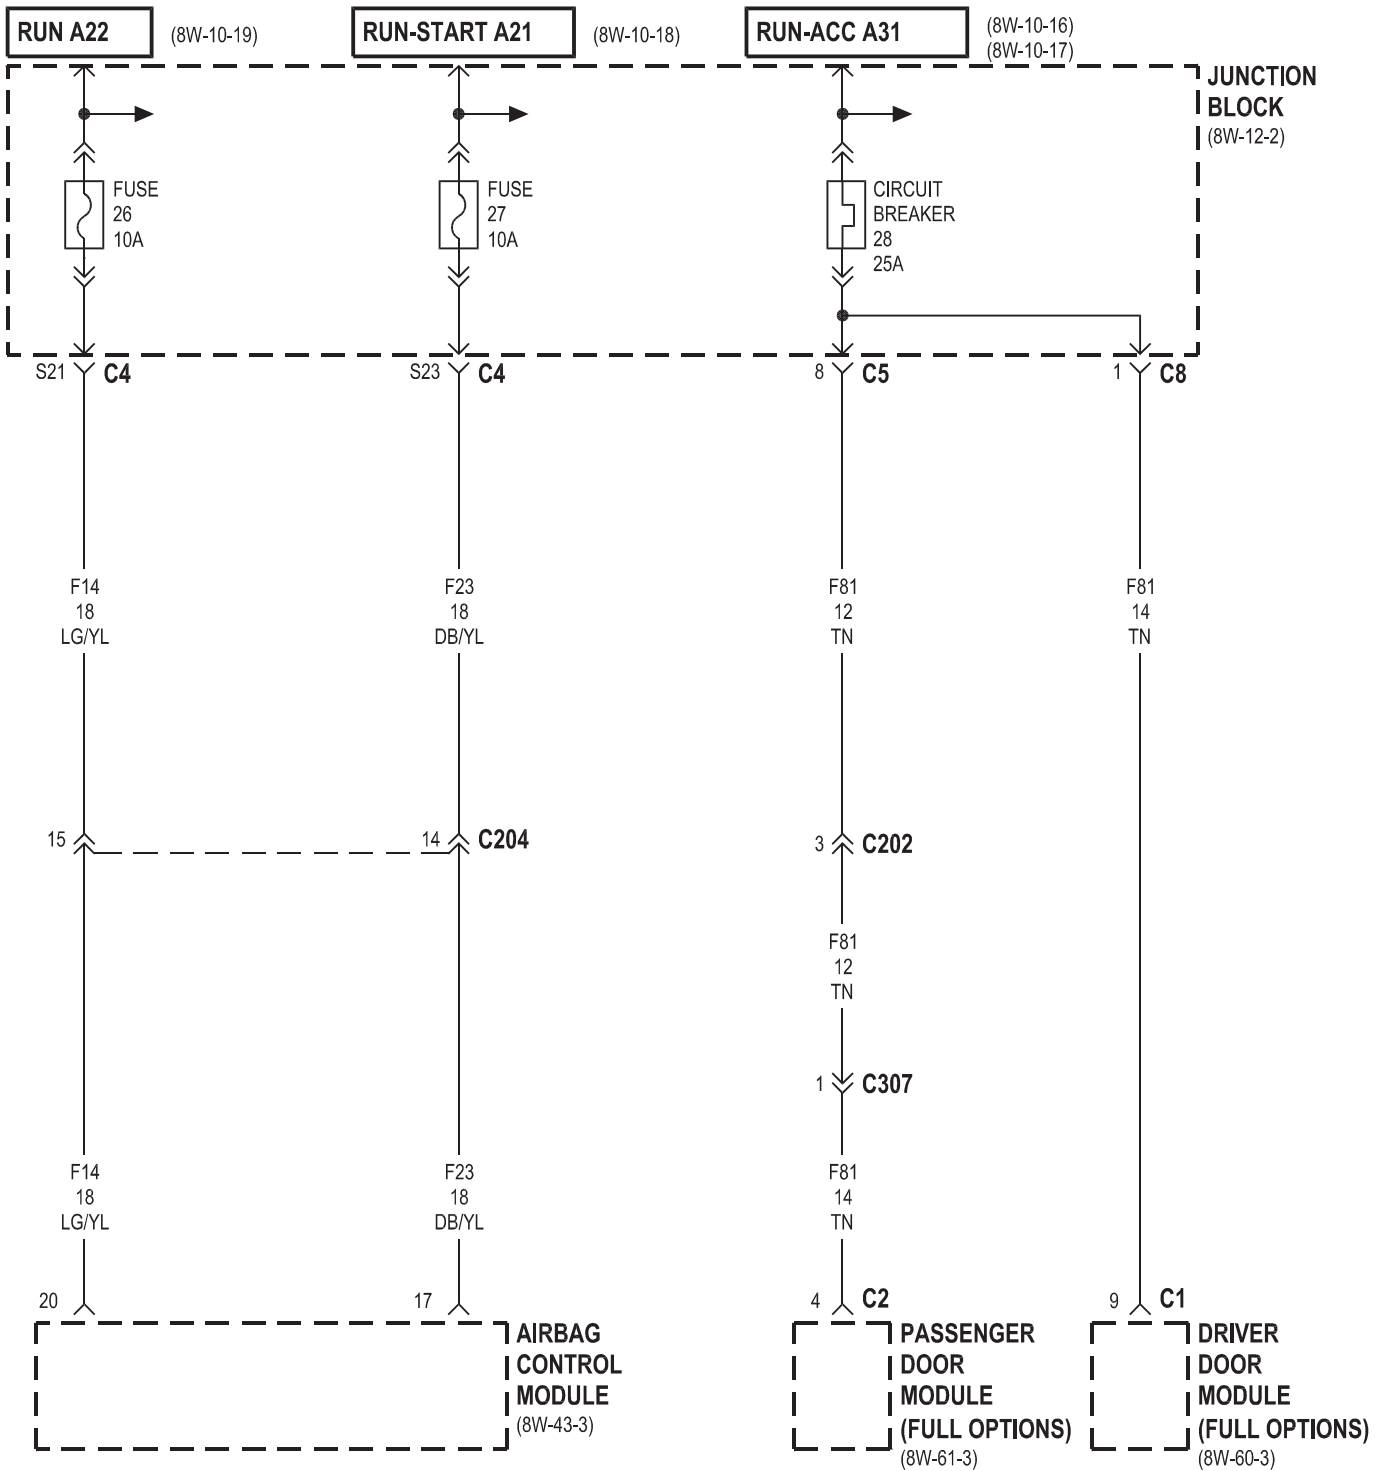 RUN A22
(8W-10-19)
RUN-START A21
(8W-10-18)
RUN-ACC A31
(8W-10-16)
(8W-10-17)
JUNCTION
BLOCK
(8W-12-2)
FUSE
26
10A
FUSE
27
10A
CIRCUIT
BREAKER
28
25A
S21
C4
S23
C4
8
C5
1
C8
F14
18
LG/YL
F23
18
DB/YL
F81
12
TN
F81
14
TN
15
14
C204
3
C202
F81
12
TN
1
C307
F14
18
LG/YL
F23
18
DB/YL
F81
14
TN
20
17
4
C2
9
C1
AIRBAG
CONTROL
MODULE
(8W-43-3)
PASSENGER
DOOR
MODULE
(FULL OPTIONS)
(8W-61-3)
DRIVER
DOOR
MODULE
(FULL OPTIONS)
(8W-60-3)